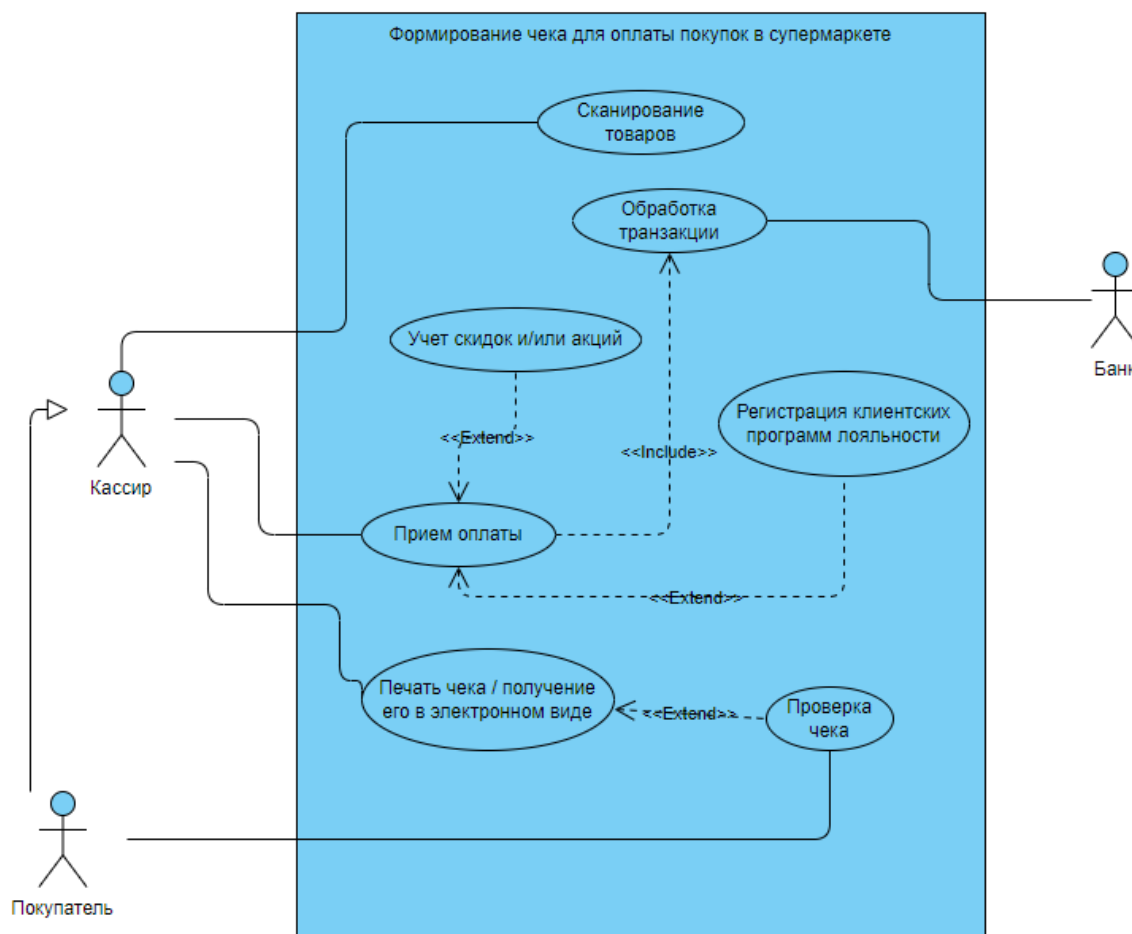 Формирование чека для оплаты покупок в супермаркете
Сканирование
товаров
Обработка
транзакции
Учет скидок и/или акций
Банк
Регистрация клиентских
программ лояльности
<<Extend>>
<<Include>>
Кассир
Прием оплаты
<<Extend>>
Печать чека / получение
его в электронном виде
<<Extend>>
Проверка
чека
Покупатель